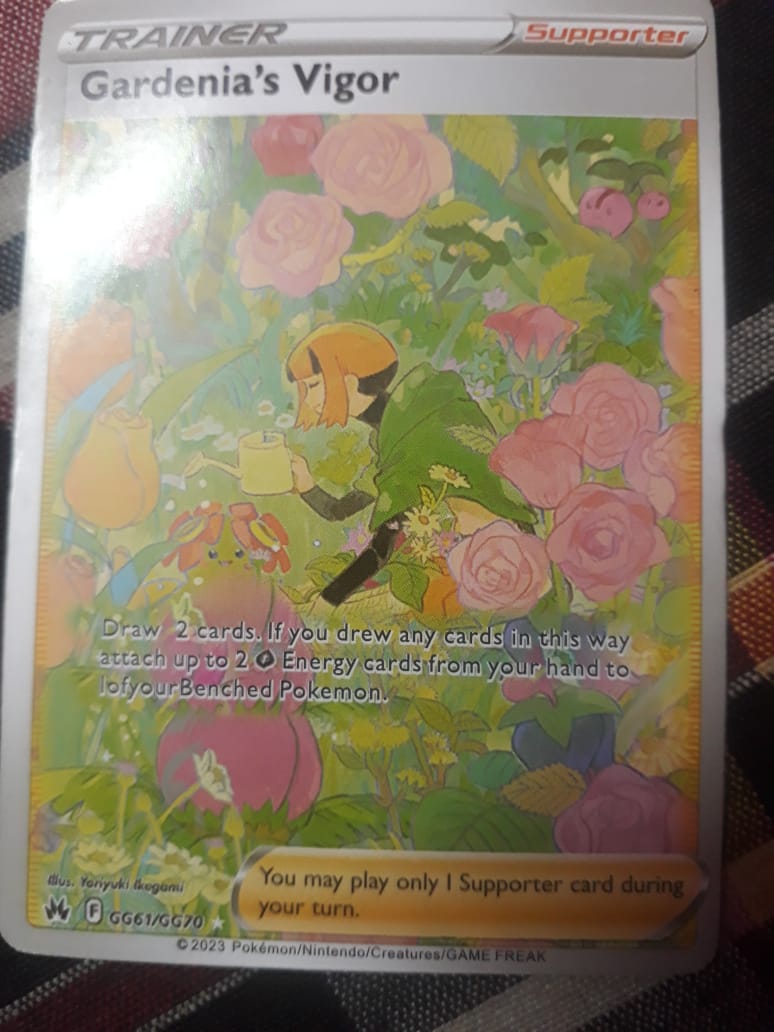 TRAINER Supporter
Gardenia's Vigor
Draw 2 cards. If you drew any cards in this way
attach up to 2 Energy cards from your hand to
1ofyourBenched Pokemon.
Illus. Yoriyuki Ikegami
You may play only 1 Supporter card during
your turn.
F GG61/GG70 ★
©2023 Pokémon/Nintendo/Creatures/GAME FREAK